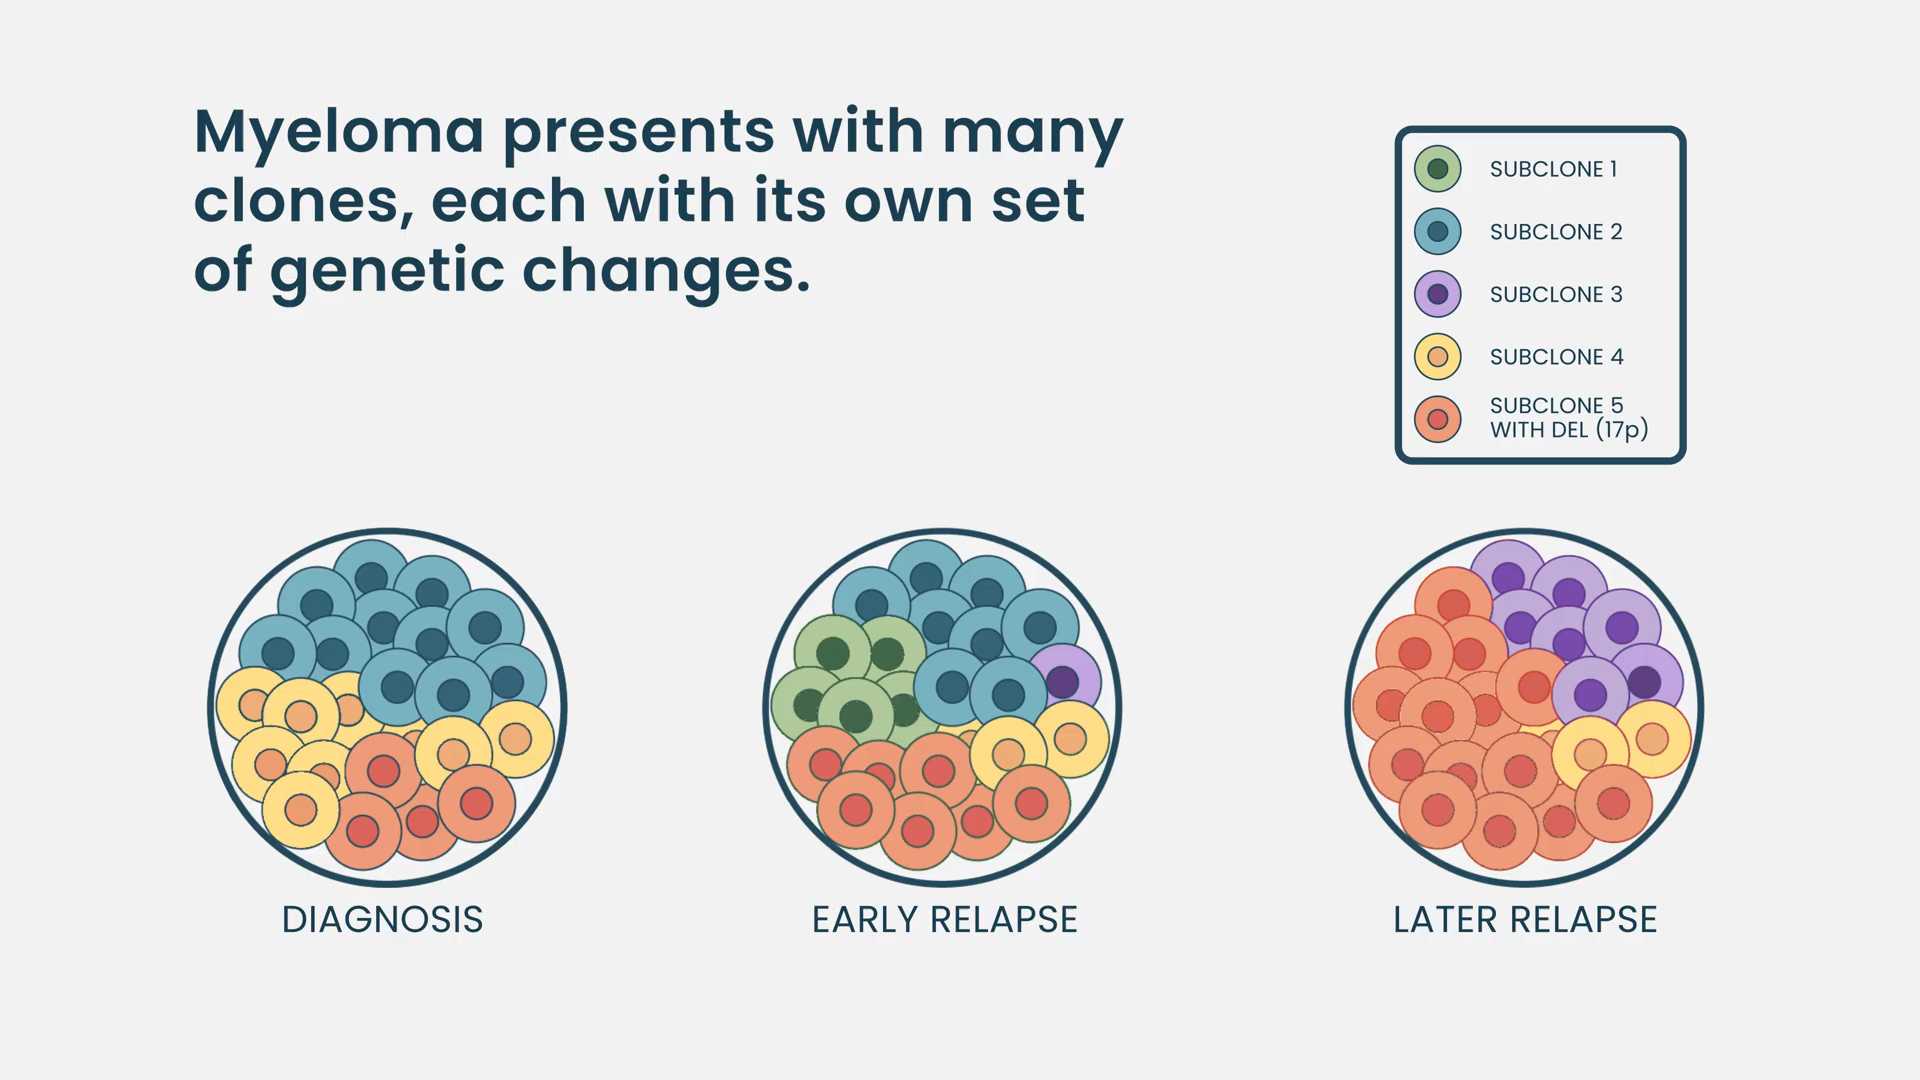 Myeloma presents with many
clones, each with its own set
of genetic changes.
SUBCLONE 1
SUBCLONE 2
SUBCLONE 3
SUBCLONE 4
SUBCLONE 5
WITH DEL (17p)
DIAGNOSIS
EARLY RELAPSE
LATER RELAPSE